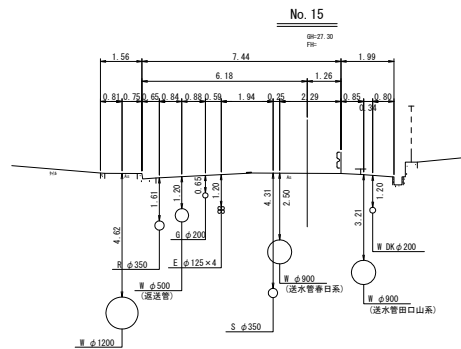 No. 15
GH=27.30
FH=
1.56 7.44 1.99
6.18 1.26
0.81 0.75 0.65 0.84 0.88 0.59 1.94 0.25 2.29 0.85 0.34 0.80
4.62 1.61 1.20 0.65 1.20 4.31 2.50 3.21 1.20
G φ200
W DKφ200
R φ350
E φ125×4
W φ500
(返送管)
W φ900
(送水管春日系)
W φ900
(送水管田口山系)
S φ350
W φ1200